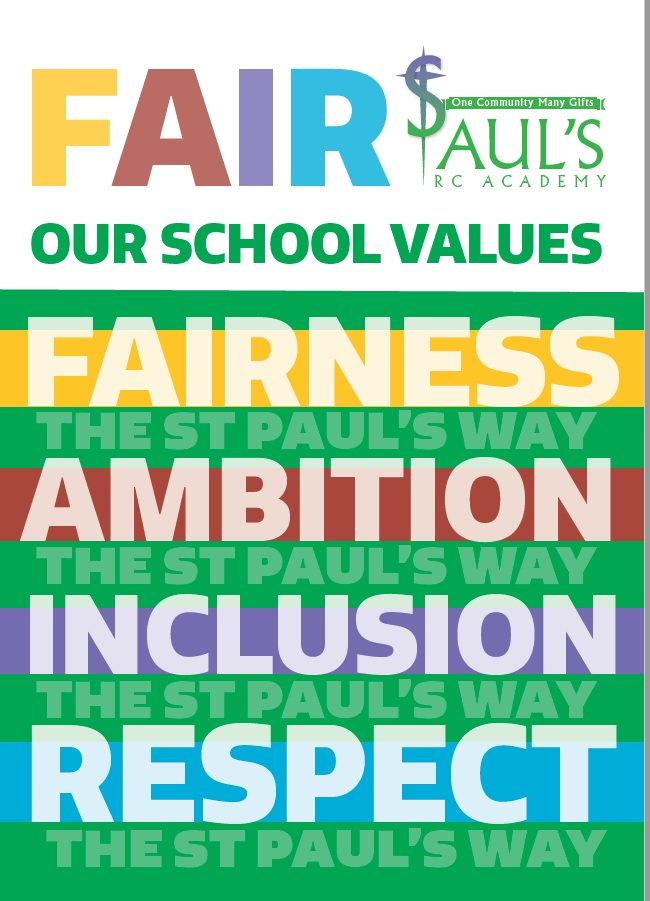 FAIR
One Community Many Gifts
St PAUL'S
RC ACADEMY
OUR SCHOOL VALUES
FAIRNESS
THE ST PAUL'S WAY
AMBITION
THE ST PAUL'S WAY
INCLUSION
THE ST PAUL'S WAY
RESPECT
THE ST PAUL'S WAY